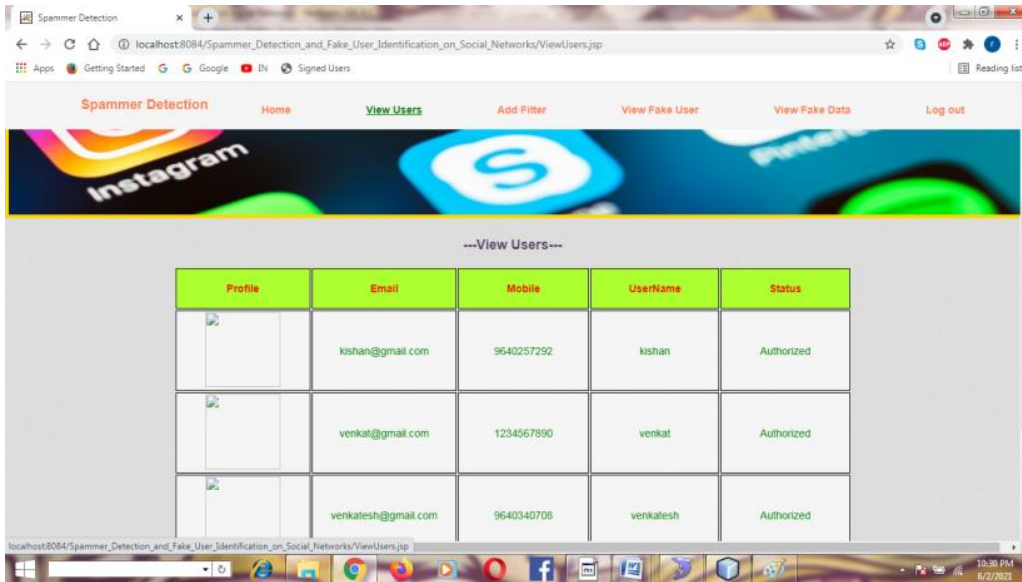 Spammer Detection
localhost:8084/Spammer_Detection_and_Fake_User_Identification_on_Social_Networks/ViewUsers.jsp
Apps Getting Started Google IN Signed Users Reading list
Spammer Detection Home View Users Add Filter View Fake User View Fake Data Log out
Instagram
---View Users---
Profile Email Mobile UserName Status
kishan@gmail.com 9640257292 kishan Authorized
venkat@gmail.com 1234567890 venkat Authorized
venkatesh@gmail.com 9640340708 venkatesh Authorized
localhost:8084/Spammer_Detection_and_Fake_User_Identification_on_Social_Networks/ViewUsers.jsp
10:30 PM
6/2/2021